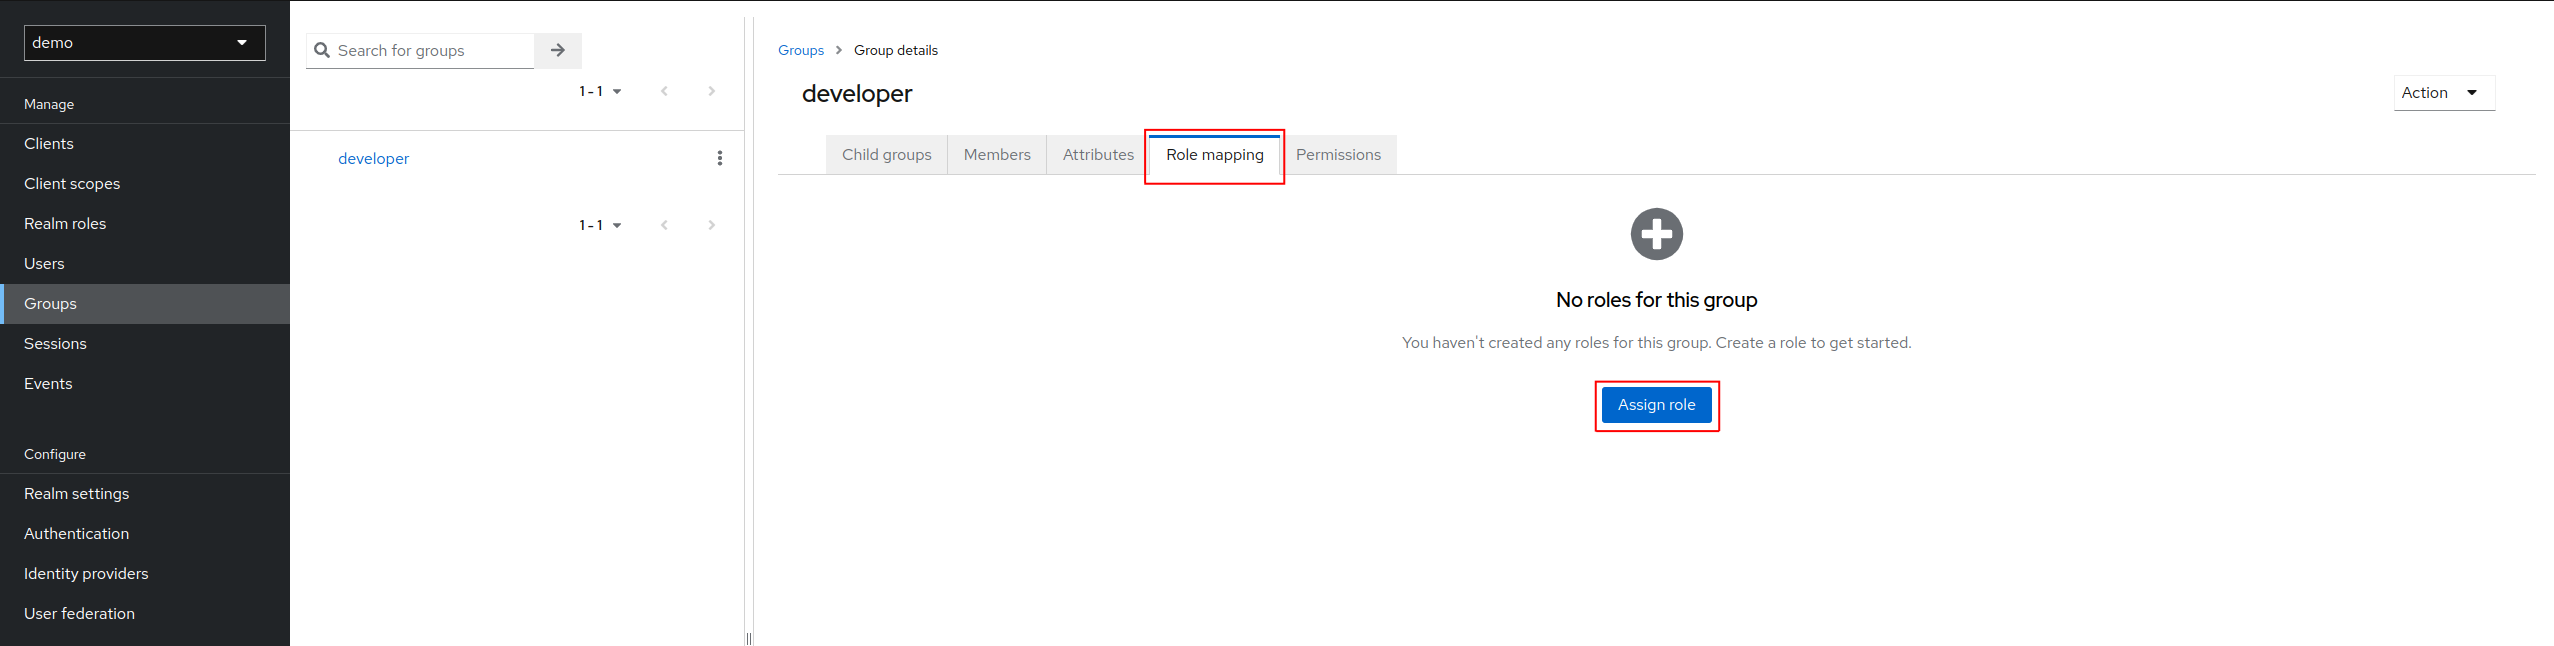 demo
Manage
Clients
Client scopes
Realm roles
Users
Groups
Sessions
Events
Configure
Realm settings
Authentication
Identity providers
User federation
Search for groups
1 - 1
developer
1 - 1
Groups > Group details
developer
Action
Child groups Members Attributes Role mapping Permissions
No roles for this group
You haven't created any roles for this group. Create a role to get started.
Assign role